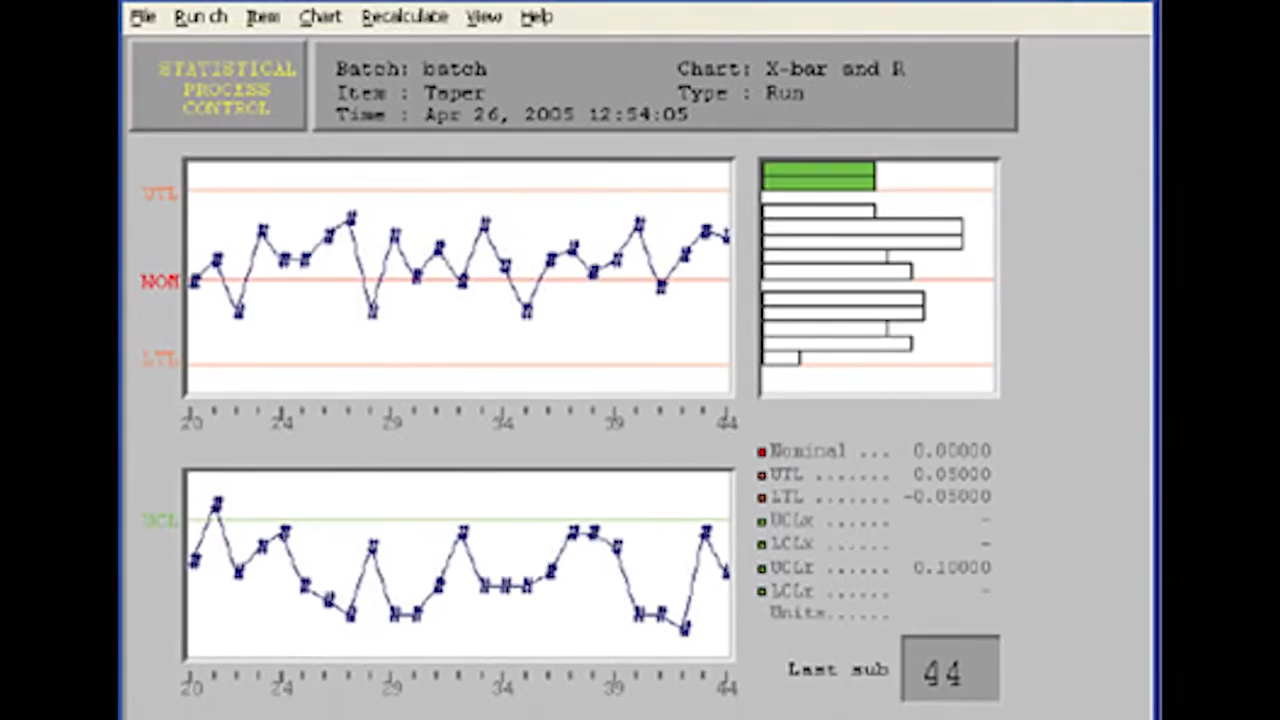 File Run ch Item Chart Recalculate View Help
STATISTICAL
PROCESS
CONTROL
Batch: batch
Item : Taper
Time : Apr 26, 2005 12:54:05
Chart: X-bar and R
Type : Run
UTL
NOM
LTL
20 24 29 34 39 44
UCL
20 24 29 34 39 44
Nominal ... 0.00000
UTL ....... 0.05000
LTL ....... -0.05000
UCLx ...... -
LCLx ...... -
UCLr ...... 0.10000
LCLr ...... -
Units......
Last sub 44